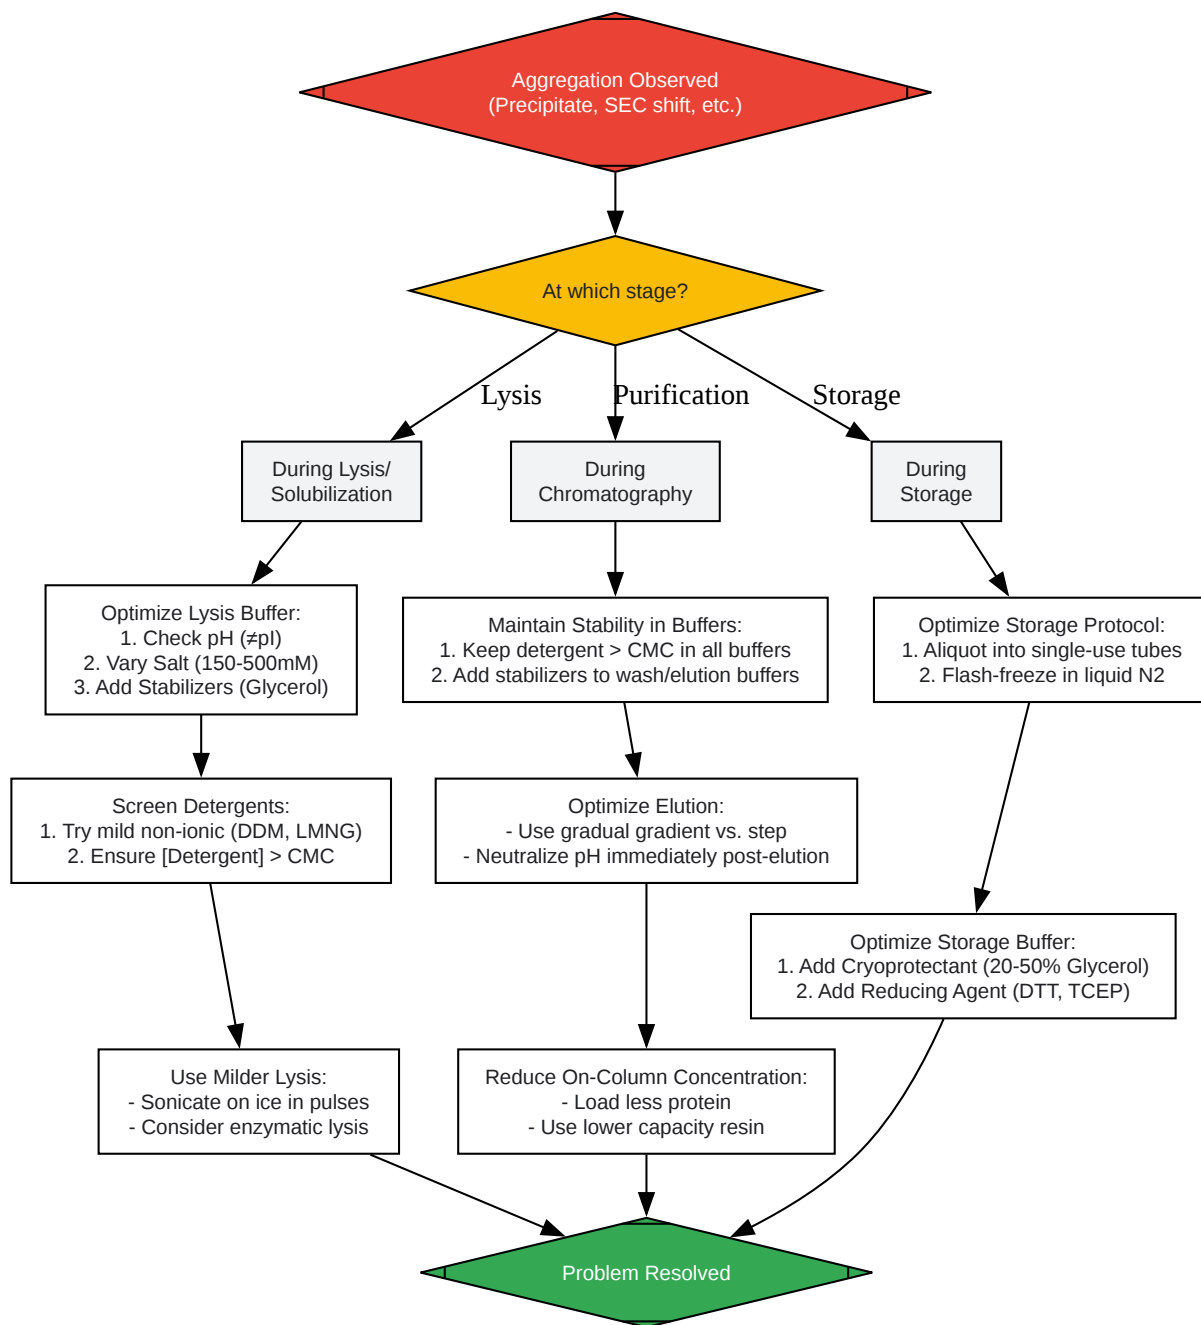 Aggregation Observed
(Precipitate, SEC shift, etc.)
At which stage?
Lysis
Purification
Storage
During Lysis/
Solubilization
During
Chromatography
During
Storage
Optimize Lysis Buffer:
1. Check pH (≠pI)
2. Vary Salt (150-500mM)
3. Add Stabilizers (Glycerol)
Maintain Stability in Buffers:
1. Keep detergent > CMC in all buffers
2. Add stabilizers to wash/elution buffers
Optimize Storage Protocol:
1. Aliquot into single-use tubes
2. Flash-freeze in liquid N2
Screen Detergents:
1. Try mild non-ionic (DDM, LMNG)
2. Ensure [Detergent] > CMC
Optimize Elution:
- Use gradual gradient vs. step
- Neutralize pH immediately post-elution
Optimize Storage Buffer:
1. Add Cryoprotectant (20-50% Glycerol)
2. Add Reducing Agent (DTT, TCEP)
Use Milder Lysis:
- Sonicate on ice in pulses
- Consider enzymatic lysis
Reduce On-Column Concentration:
- Load less protein
- Use lower capacity resin
Problem Resolved